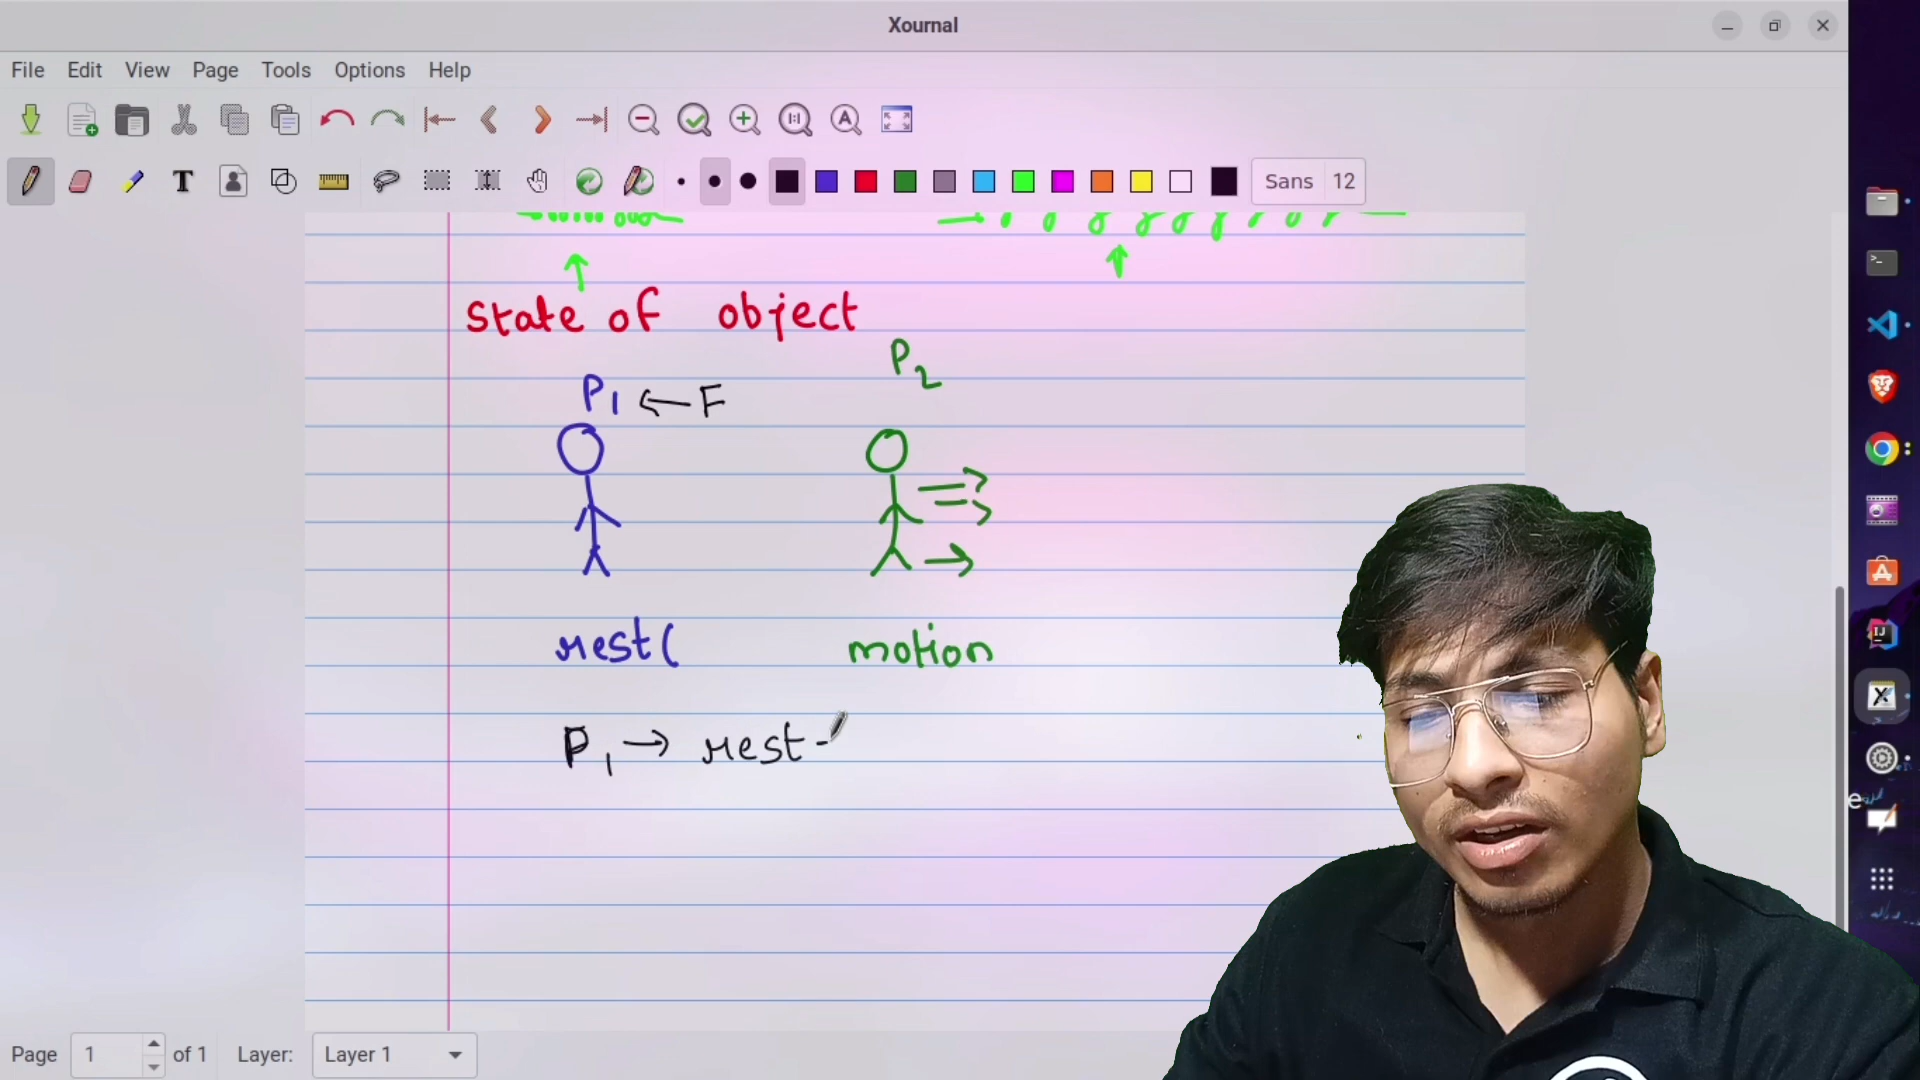 Xournal
File Edit View Page Tools Options Help
Sans 12
state of object
P2
P1 ← F
rest( motion
P1 → rest -
Page 1 of 1 Layer: Layer 1